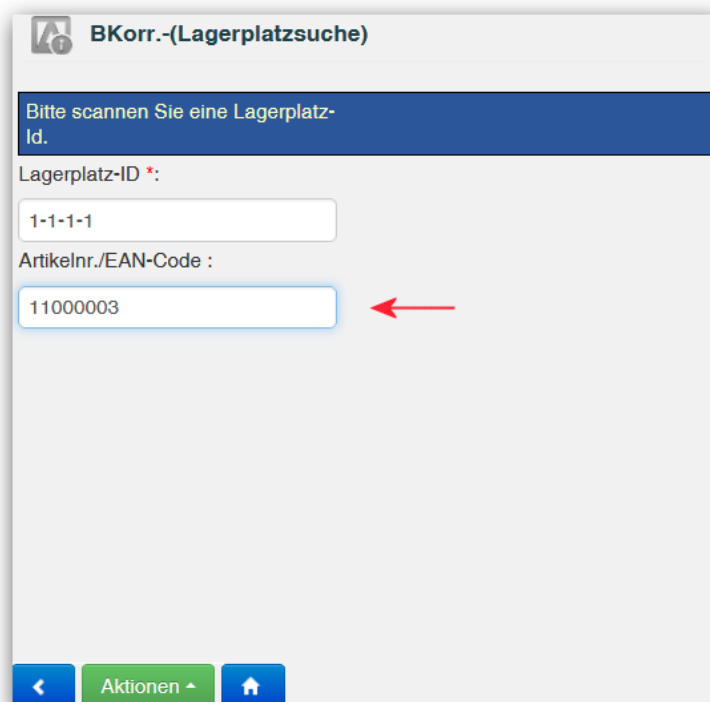 BKorr.-(Lagerplatzsuche)
Bitte scannen Sie eine Lagerplatz-
Id.
Lagerplatz-ID *:
1-1-1-1
Artikelnr./EAN-Code :
11000003
Aktionen